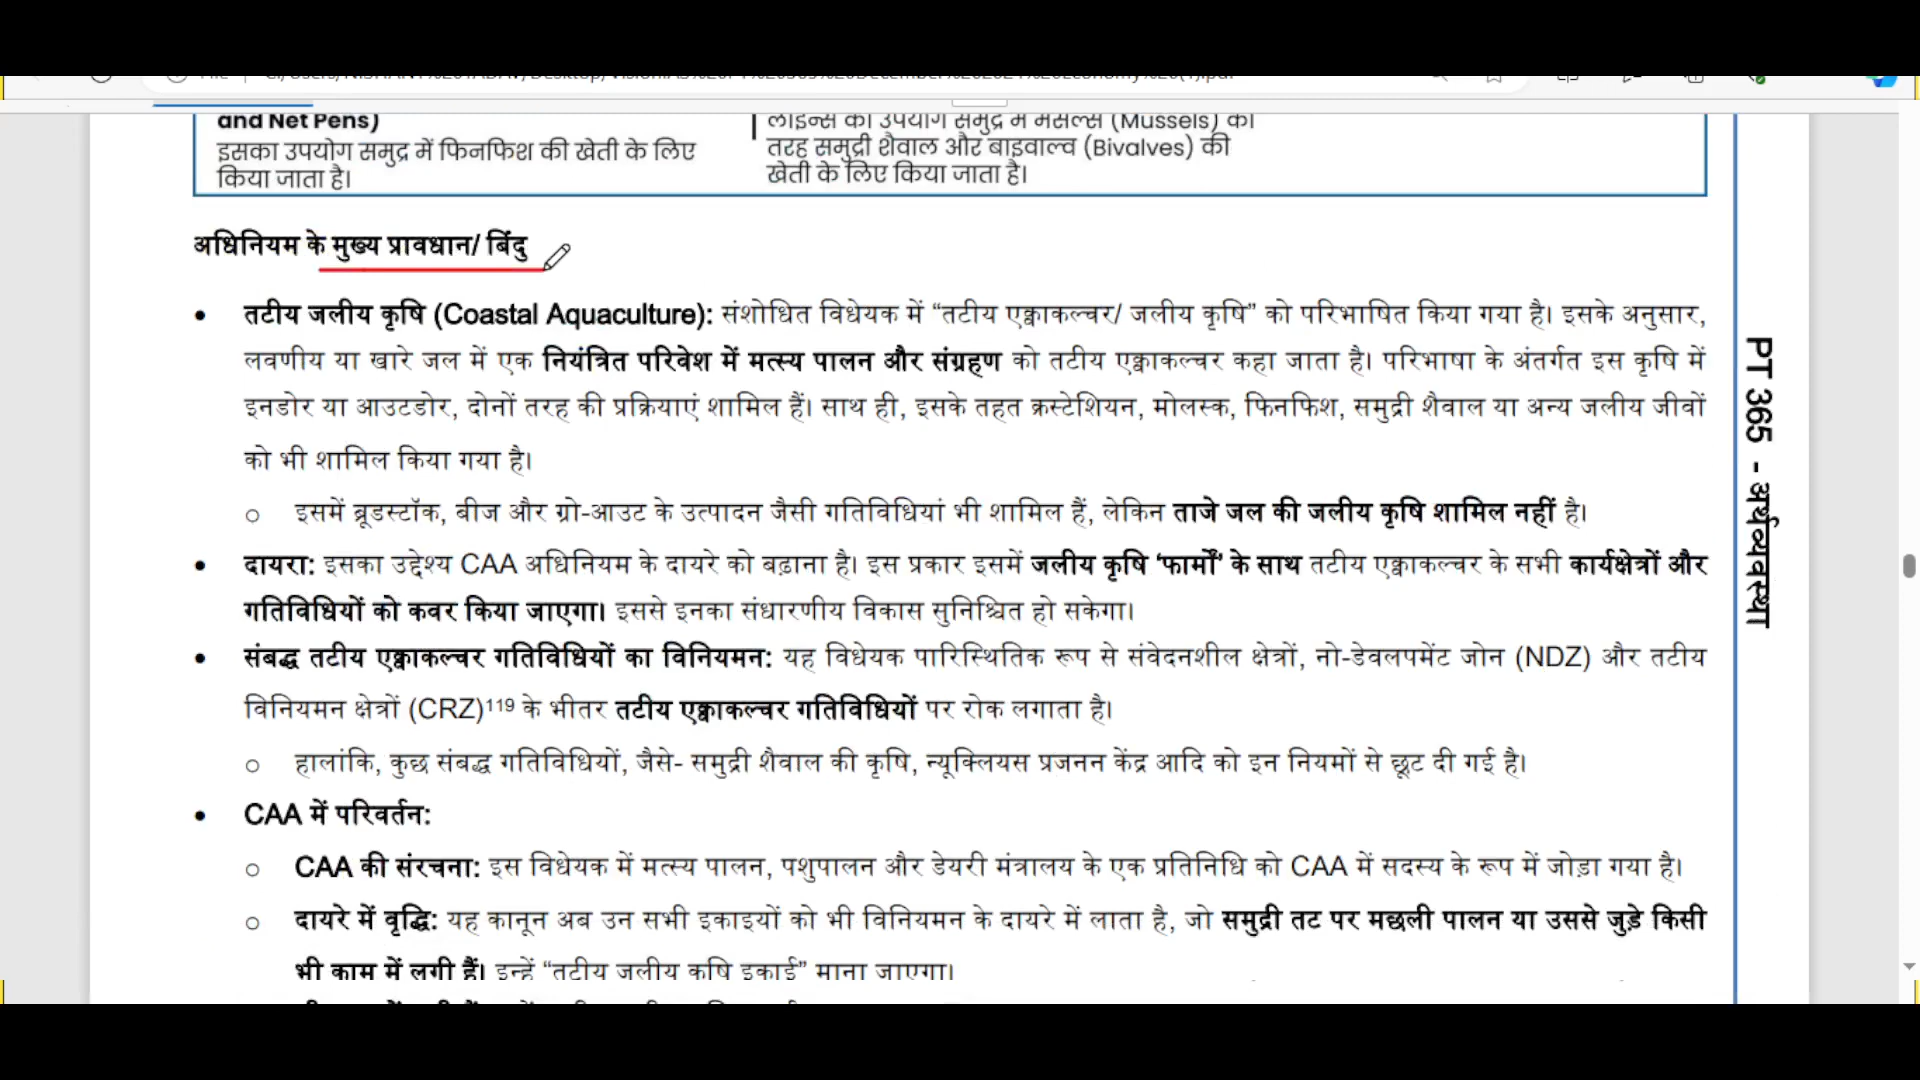 and Net Pens)
इसका उपयोग समुद्र में फिनफिश की खेती के लिए
किया जाता है।
लाइन्स का उपयोग समुद्र में मसल्स (Mussels) की
तरह समुद्री शैवाल और बाइवाल्व (Bivalves) की
खेती के लिए किया जाता है।
अधिनियम के मुख्य प्रावधान/ बिंदु
• तटीय जलीय कृषि (Coastal Aquaculture): संशोधित विधेयक में “तटीय एक्वाकल्चर/ जलीय कृषि” को परिभाषित किया गया है। इसके अनुसार,
लवणीय या खारे जल में एक नियंत्रित परिवेश में मत्स्य पालन और संग्रहण को तटीय एक्वाकल्चर कहा जाता है। परिभाषा के अंतर्गत इस कृषि में
इनडोर या आउटडोर, दोनों तरह की प्रक्रियाएं शामिल हैं। साथ ही, इसके तहत क्रस्टेशियन, मोलस्क, फिनफिश, समुद्री शैवाल या अन्य जलीय जीवों
को भी शामिल किया गया है।
○ इसमें ब्रूडस्टॉक, बीज और ग्रो-आउट के उत्पादन जैसी गतिविधियां भी शामिल हैं, लेकिन ताजे जल की जलीय कृषि शामिल नहीं है।
• दायरा: इसका उद्देश्य CAA अधिनियम के दायरे को बढ़ाना है। इस प्रकार इसमें जलीय कृषि ‘फार्मों’ के साथ तटीय एक्वाकल्चर के सभी कार्यक्षेत्रों और
गतिविधियों को कवर किया जाएगा। इससे इनका संधारणीय विकास सुनिश्चित हो सकेगा।
• संबद्ध तटीय एक्वाकल्चर गतिविधियों का विनियमन: यह विधेयक पारिस्थितिक रूप से संवेदनशील क्षेत्रों, नो-डेवलपमेंट जोन (NDZ) और तटीय
विनियमन क्षेत्रों (CRZ)¹¹⁹ के भीतर तटीय एक्वाकल्चर गतिविधियों पर रोक लगाता है।
○ हालांकि, कुछ संबद्ध गतिविधियों, जैसे- समुद्री शैवाल की कृषि, न्यूक्लियस प्रजनन केंद्र आदि को इन नियमों से छूट दी गई है।
• CAA में परिवर्तन:
○ CAA की संरचना: इस विधेयक में मत्स्य पालन, पशुपालन और डेयरी मंत्रालय के एक प्रतिनिधि को CAA में सदस्य के रूप में जोड़ा गया है।
○ दायरे में वृद्धि: यह कानून अब उन सभी इकाइयों को भी विनियमन के दायरे में लाता है, जो समुद्री तट पर मछली पालन या उससे जुड़े किसी
भी काम में लगी हैं। इन्हें “तटीय जलीय कृषि इकाई” माना जाएगा।
PT 365 - अर्थव्यवस्था